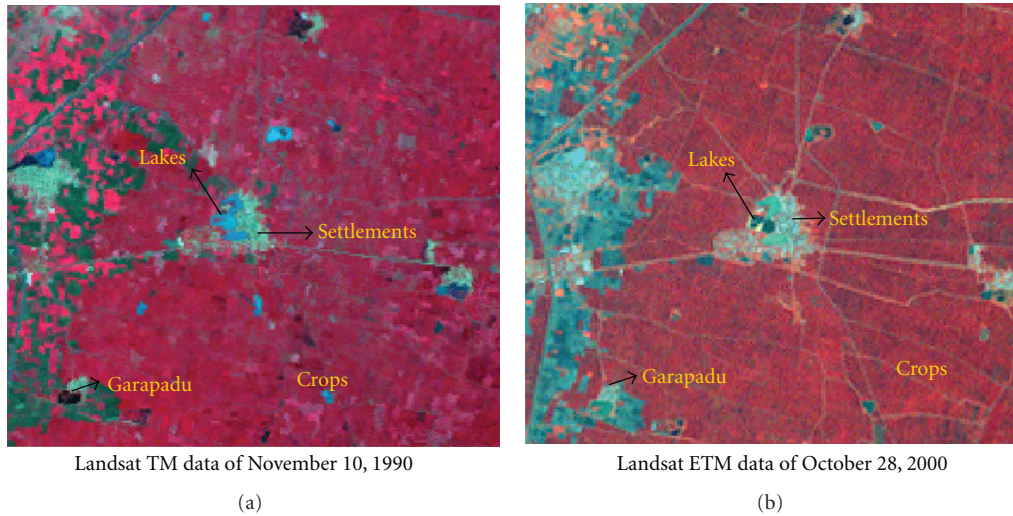 Lakes
Settlements
Garapadu
Crops
Landsat TM data of November 10, 1990
(a)
Lakes
Settlements
Garapadu
Crops
Landsat ETM data of October 28, 2000
(b)